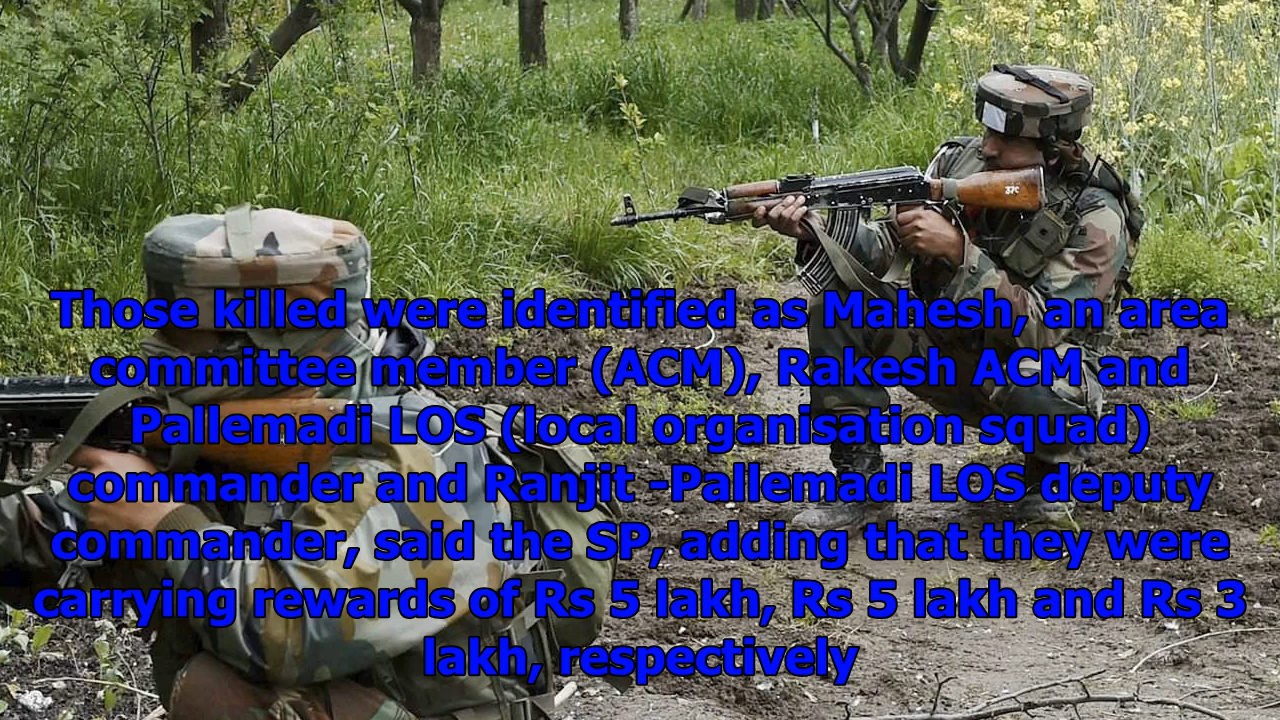 37c
Those killed were identified as Mahesh, an area
committee member (ACM), Rakesh ACM and
Pallemadi LOS (local organisation squad)
commander and Ranjit -Pallemadi LOS deputy
commander, said the SP, adding that they were
carrying rewards of Rs 5 lakh, Rs 5 lakh and Rs 3
lakh, respectively